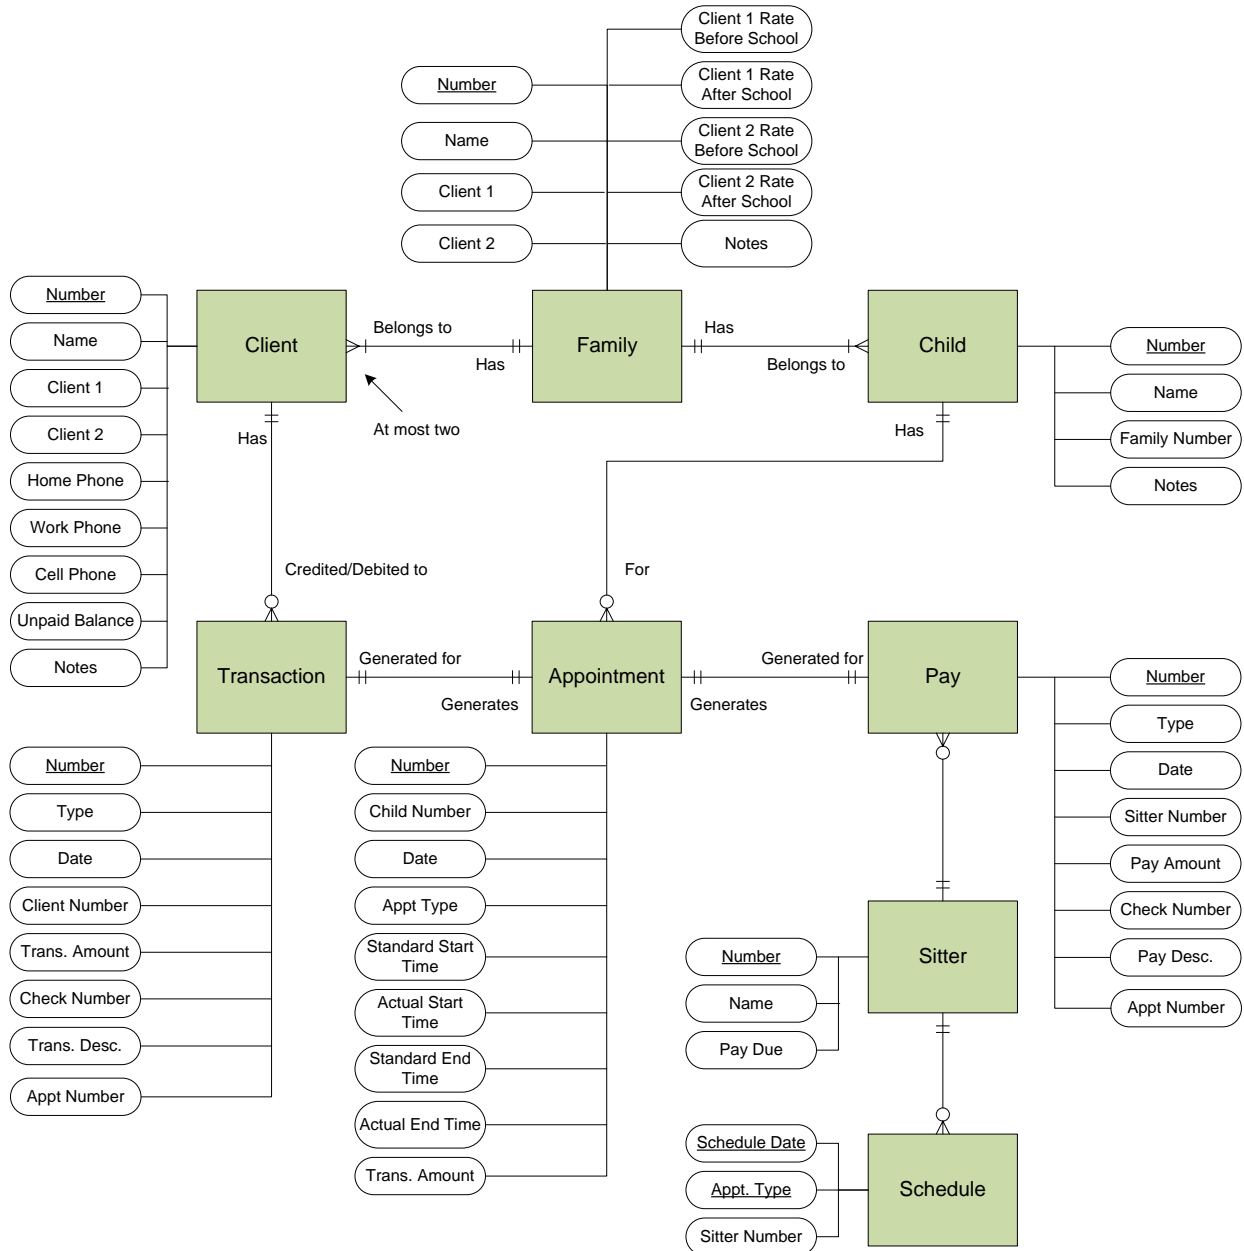 Client 1 Rate
Before School
Number
Client 1 Rate
After School
Name
Client 2 Rate
Before School
Client 1
Client 2 Rate
After School
Client 2
Notes
Number
Name
Client 1
Client 2
Home Phone
Work Phone
Cell Phone
Unpaid Balance
Notes
Client
Belongs to
Has
At most two
Family
Has
Belongs to
Child
Number
Name
Family Number
Notes
Has
Credited/Debited to
Has
For
Transaction
Generated for
Generates
Appointment
Generated for
Generates
Pay
Number
Type
Date
Client Number
Trans. Amount
Check Number
Trans. Desc.
Appt Number
Number
Child Number
Date
Appt Type
Standard Start
Time
Actual Start
Time
Standard End
Time
Actual End Time
Trans. Amount
Number
Type
Date
Sitter Number
Pay Amount
Check Number
Pay Desc.
Appt Number
Sitter
Number
Name
Pay Due
Schedule
Schedule Date
Appt. Type
Sitter Number